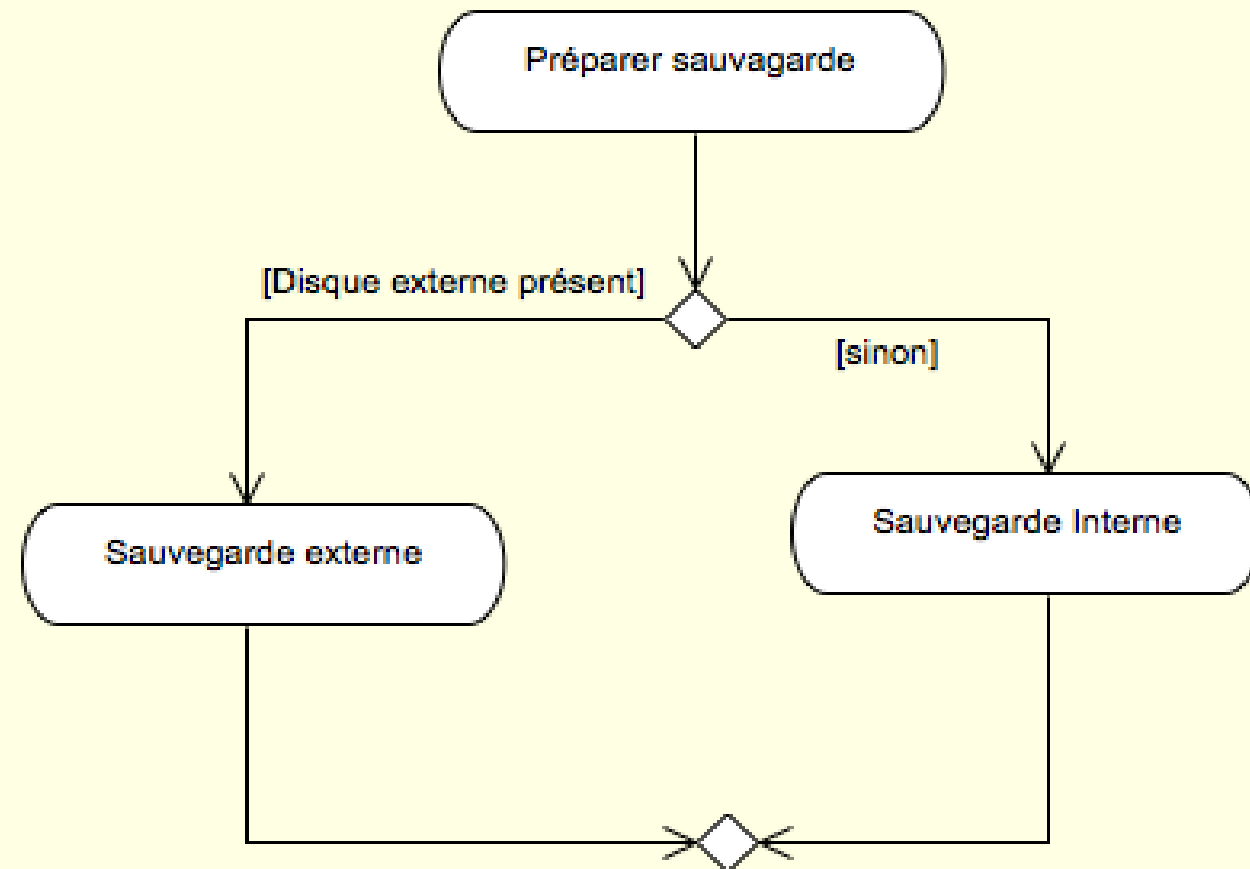 Préparer sauvagarde
[Disque externe présent]
[sinon]
Sauvegarde Interne
Sauvegarde externe